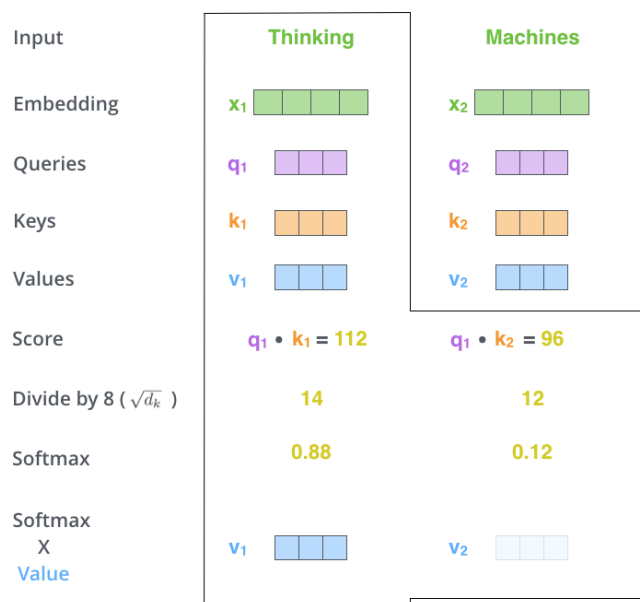 Input Thinking Machines
Embedding x₁ x₂
Queries q₁ q₂
Keys k₁ k₂
Values v₁ v₂
Score q₁ • k₁ = 112 q₁ • k₂ = 96
Divide by 8 ( √dₖ ) 14 12
Softmax 0.88 0.12
Softmax
X
Value v₁ v₂